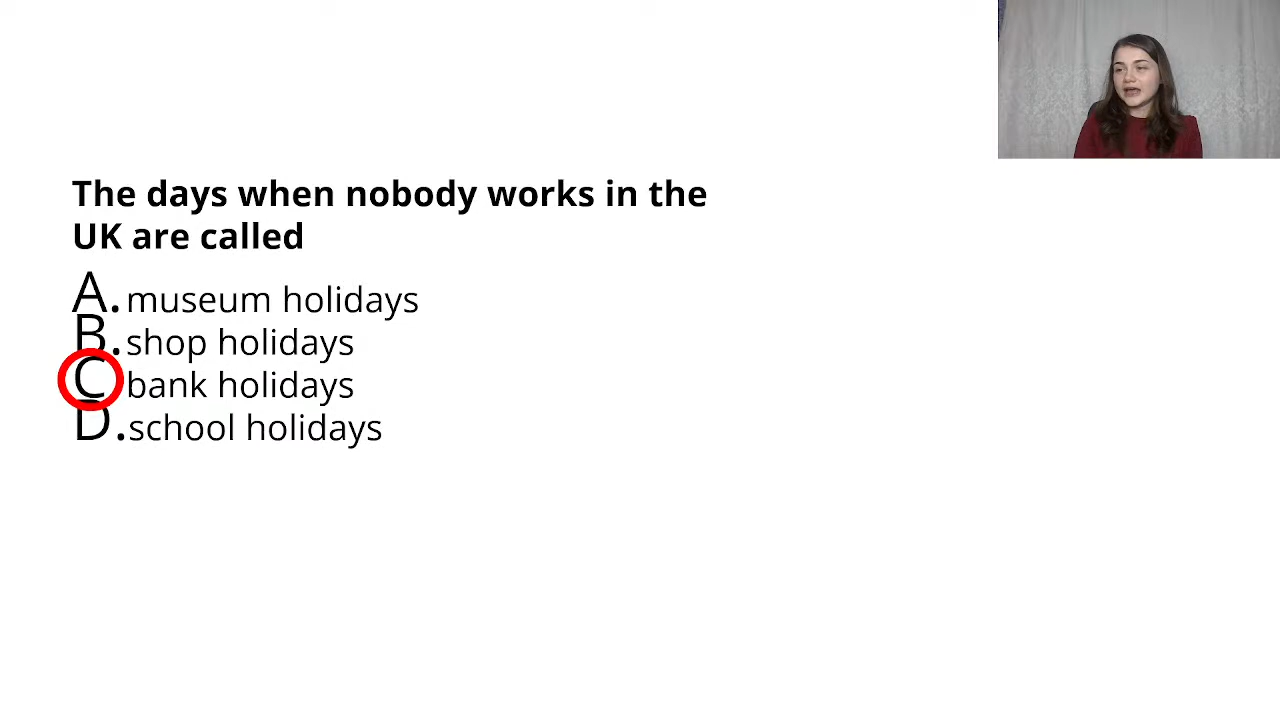 The days when nobody works in the
UK are called
A. museum holidays
B. shop holidays
C bank holidays
D. school holidays